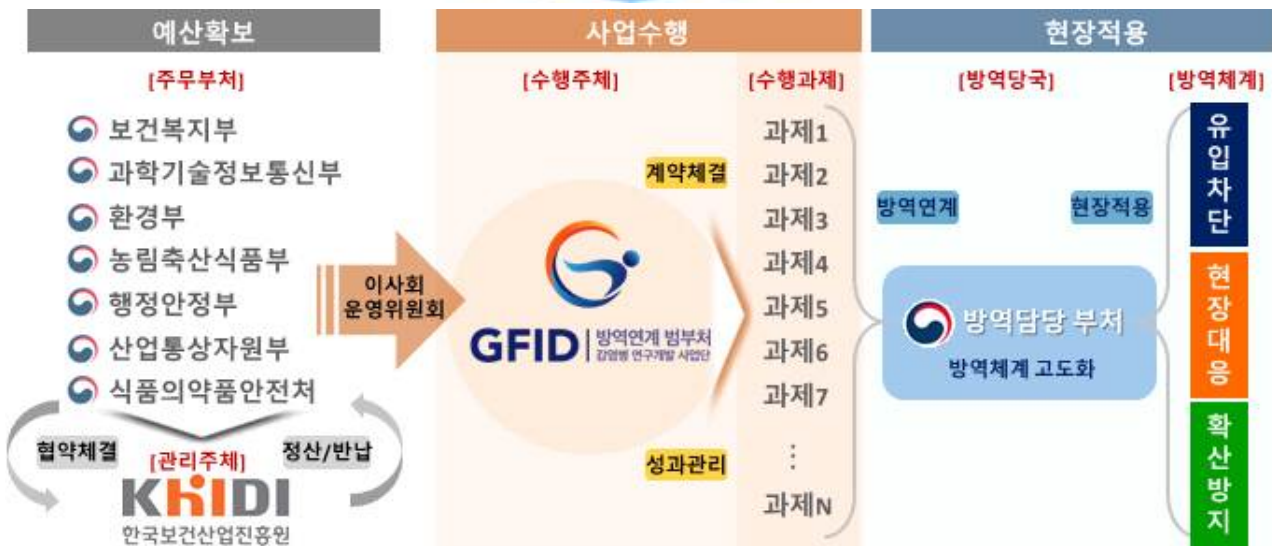 예산확보
사업수행
현장적용
[주무부처]
보건복지부
과학기술정보통신부
환경부
농림축산식품부
행정안정부
산업통상자원부
식품의약품안전처
협약체결
[관리주체]
정산/반납
KHIDI
한국보건산업진흥원
이사회
운영위원회
[수행주체]
GFID
방역연계 범부처
감염병 연구개발 사업단
계약체결
성과관리
[수행과제]
과제1
과제2
과제3
과제4
과제5
과제6
과제7
⋮
과제N
[방역당국]
방역연계
현장적용
방역담당 부처
방역체계 고도화
[방역체계]
유입차단
현장대응
확산방지